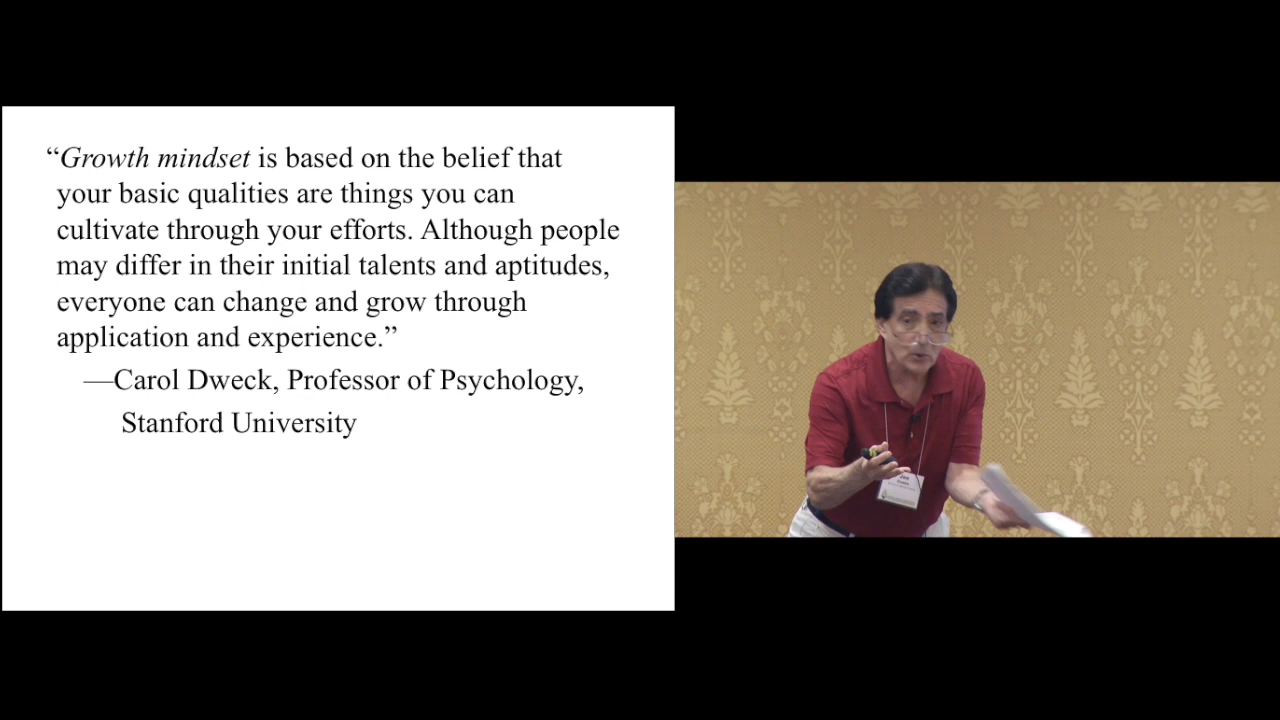 “Growth mindset is based on the belief that
your basic qualities are things you can
cultivate through your efforts. Although people
may differ in their initial talents and aptitudes,
everyone can change and grow through
application and experience.”
—Carol Dweck, Professor of Psychology,
Stanford University